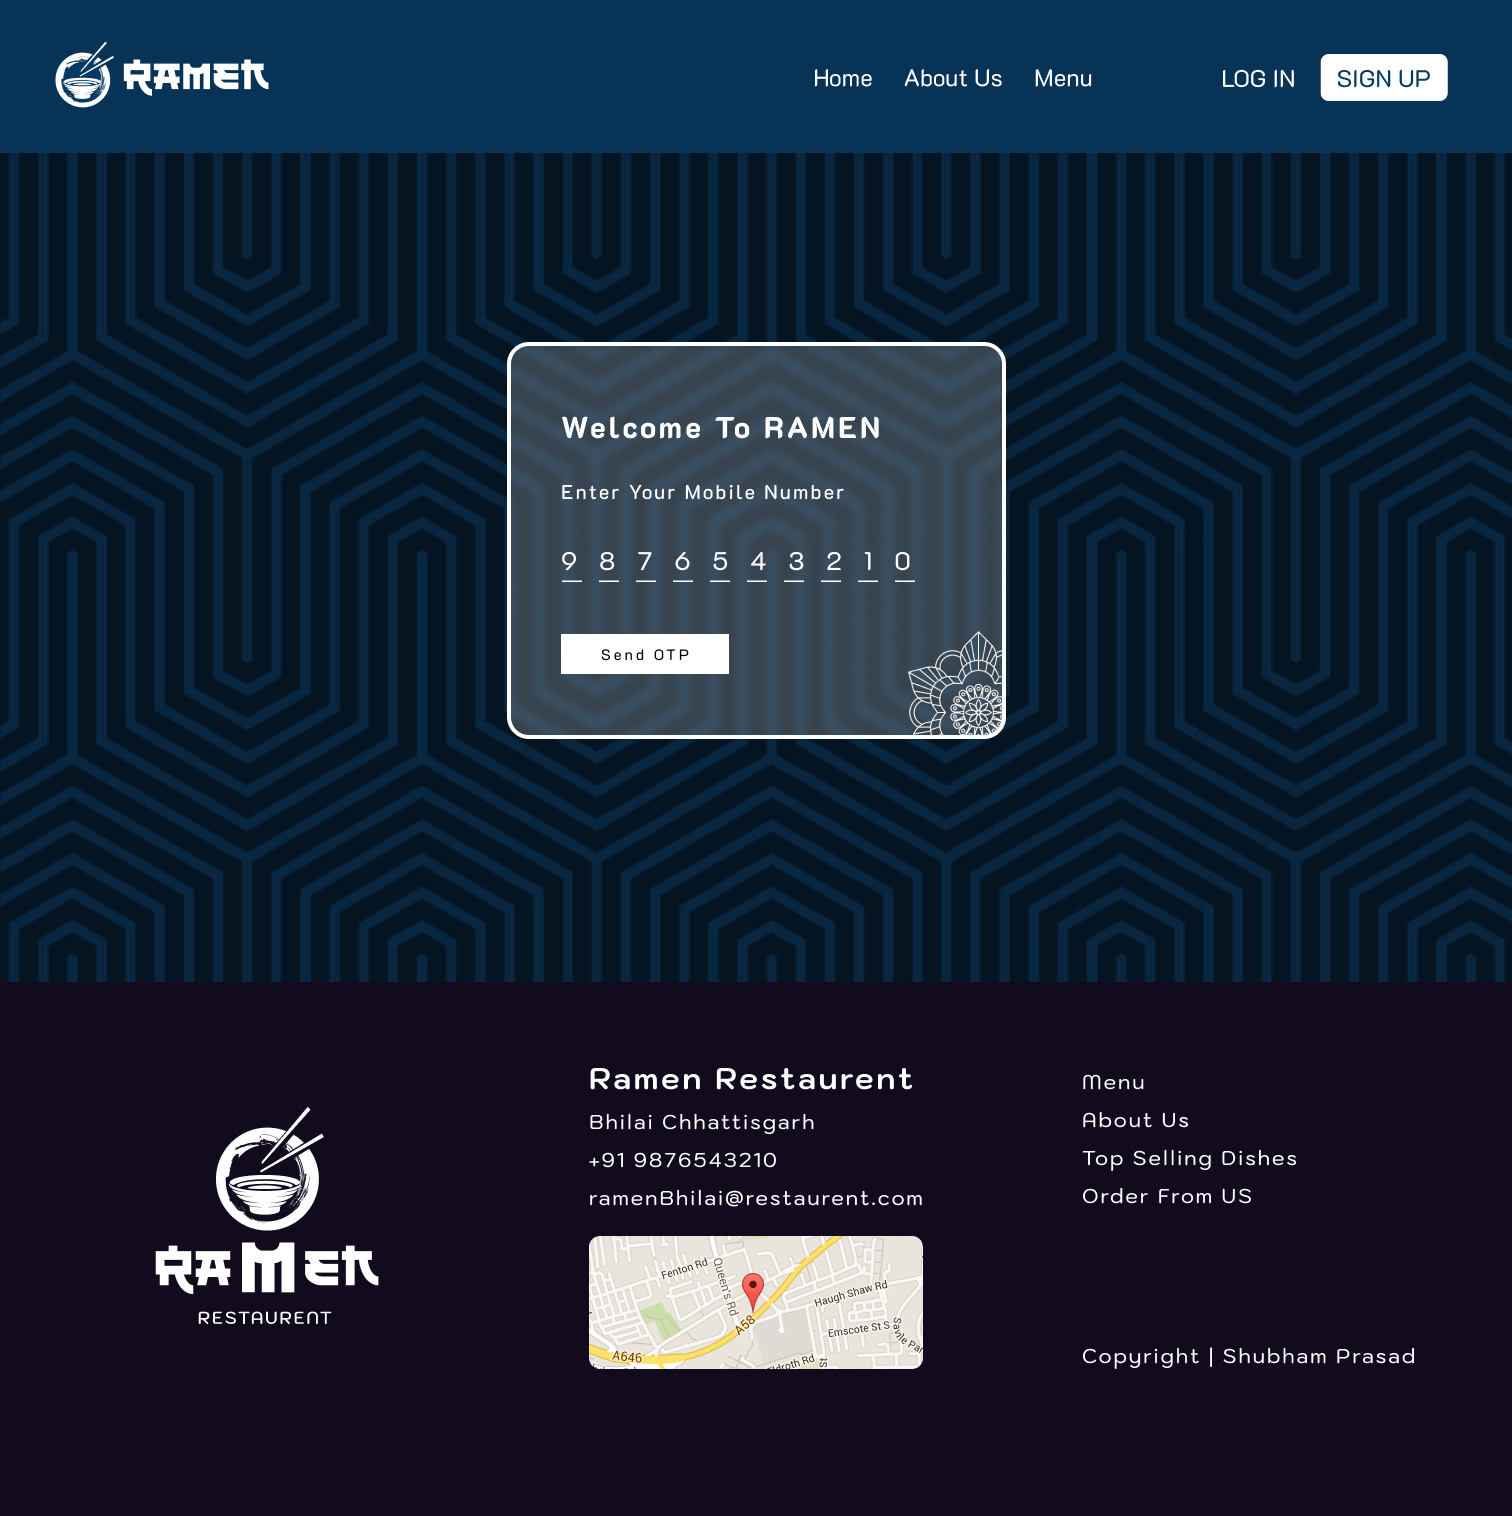 RAMEN
Home About Us Menu LOG IN SIGN UP
Welcome To RAMEN
Enter Your Mobile Number
9 8 7 6 5 4 3 2 1 0
Send OTP
RAMEN
RESTAURENT
Ramen Restaurent
Bhilai Chhattisgarh
+91 9876543210
ramenBhilai@restaurent.com
Fenton Rd
Queen's Rd
Haugh Shaw Rd
A58
Emscote St S
A646
Menu
About Us
Top Selling Dishes
Order From US
Copyright | Shubham Prasad